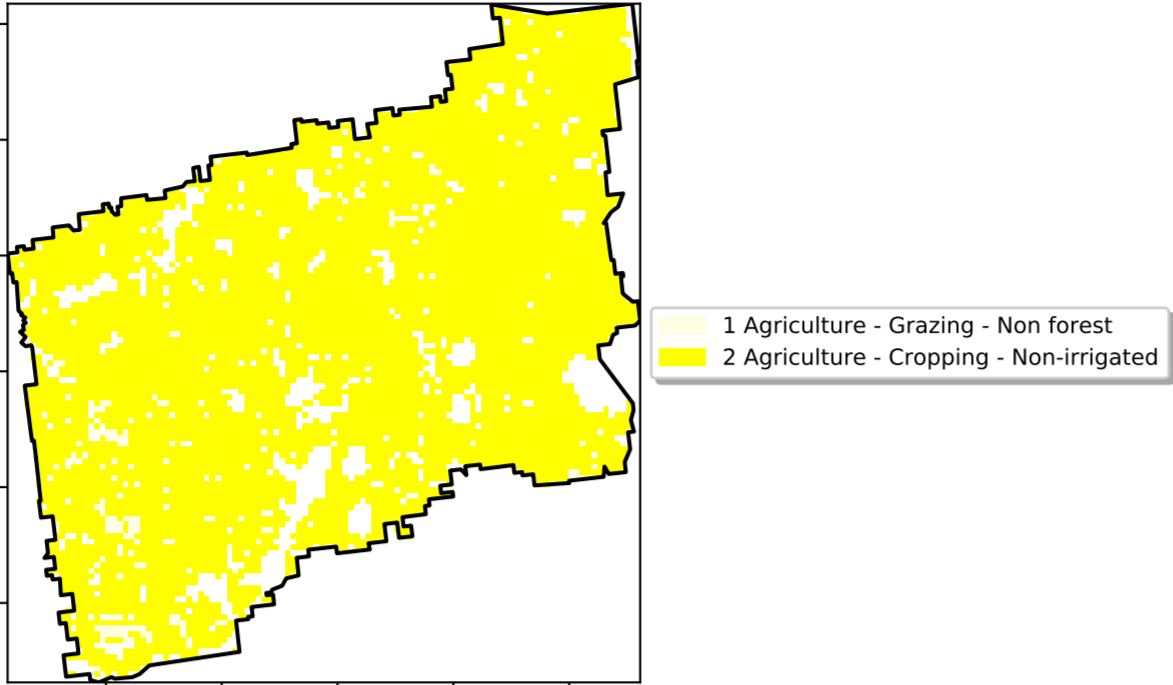 1 Agriculture - Grazing - Non forest
2 Agriculture - Cropping - Non-irrigated